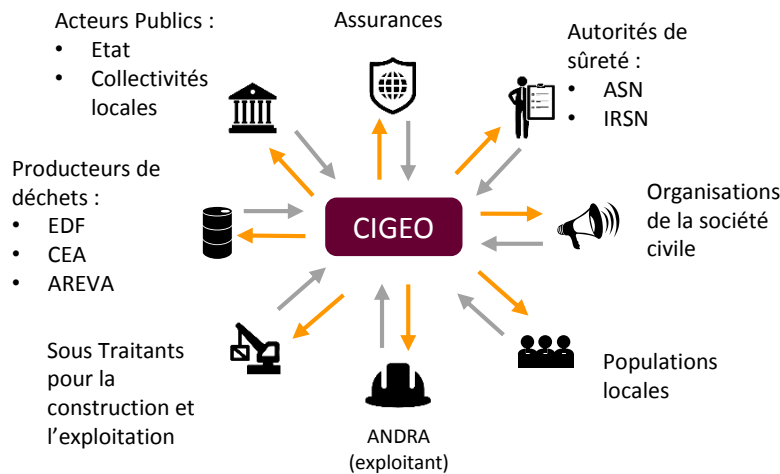 Acteurs Publics :
• Etat
• Collectivités
locales
Assurances
Autorités de
sûreté :
• ASN
• IRSN
Producteurs de
déchets :
• EDF
• CEA
• AREVA
CIGEO
Organisations
de la société
civile
Sous Traitants
pour la
construction et
l’exploitation
ANDRA
(exploitant)
Populations
locales